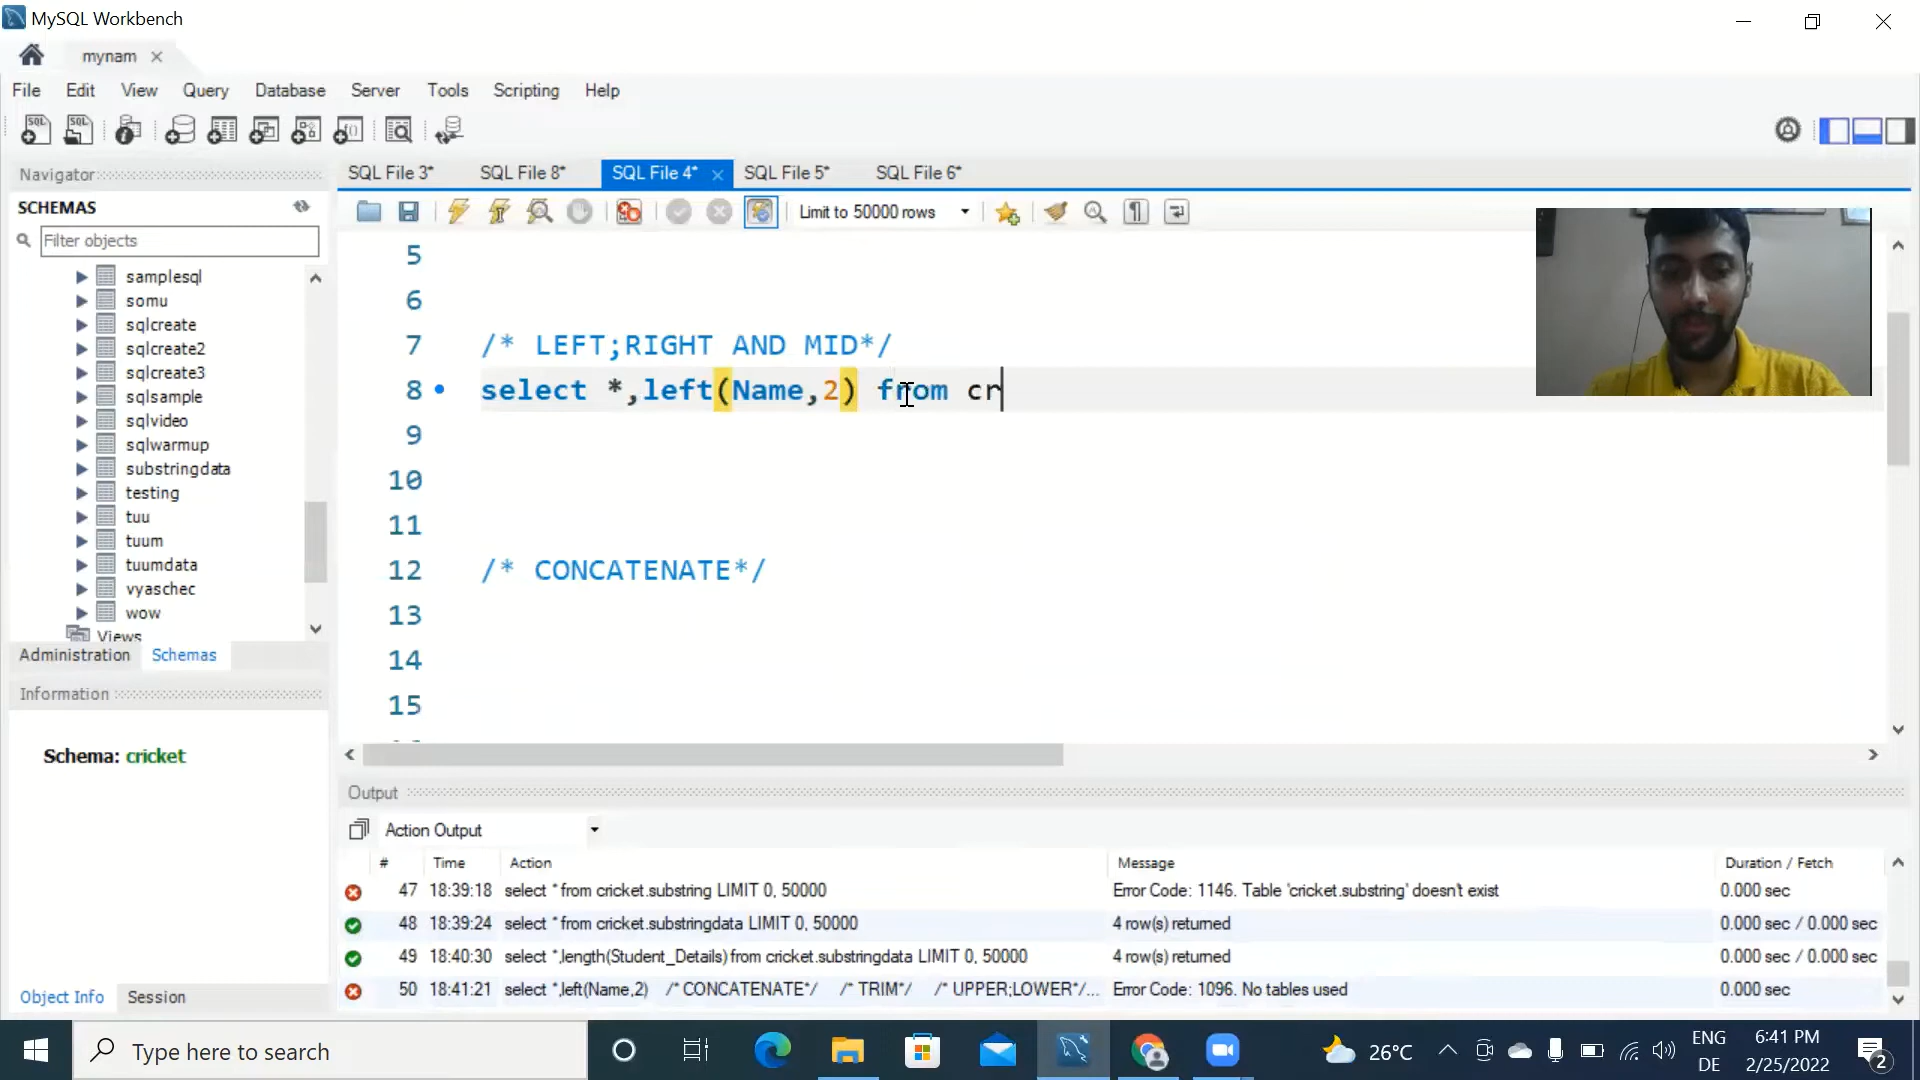 MySQL Workbench
mynam
File Edit View Query Database Server Tools Scripting Help
Navigator
SQL File 3* SQL File 8* SQL File 4* SQL File 5* SQL File 6*
SCHEMAS
Limit to 50000 rows
Filter objects
samplesql
somu
sqlcreate
sqlcreate2
sqlcreate3
sqlsample
sqlvideo
sqlwarmup
substringdata
testing
tuu
tuum
tuumdata
vyaschec
wow
Views
Administration Schemas
Information
Schema: cricket
Object Info Session
5
6
7 /* LEFT;RIGHT AND MID*/
8 select *,left(Name,2) from cr
9
10
11
12 /* CONCATENATE*/
13
14
15
Output
Action Output
# Time Action Message Duration / Fetch
47 18:39:18 select * from cricket.substring LIMIT 0, 50000 Error Code: 1146. Table 'cricket.substring' doesn't exist 0.000 sec
48 18:39:24 select * from cricket.substringdata LIMIT 0, 50000 4 row(s) returned 0.000 sec / 0.000 sec
49 18:40:30 select *,length(Student_Details) from cricket.substringdata LIMIT 0, 50000 4 row(s) returned 0.000 sec / 0.000 sec
50 18:41:21 select *,left(Name,2) /* CONCATENATE*/ /* TRIM*/ /* UPPER;LOWER*/... Error Code: 1096. No tables used 0.000 sec
Type here to search
26°C
ENG
DE
6:41 PM
2/25/2022
2